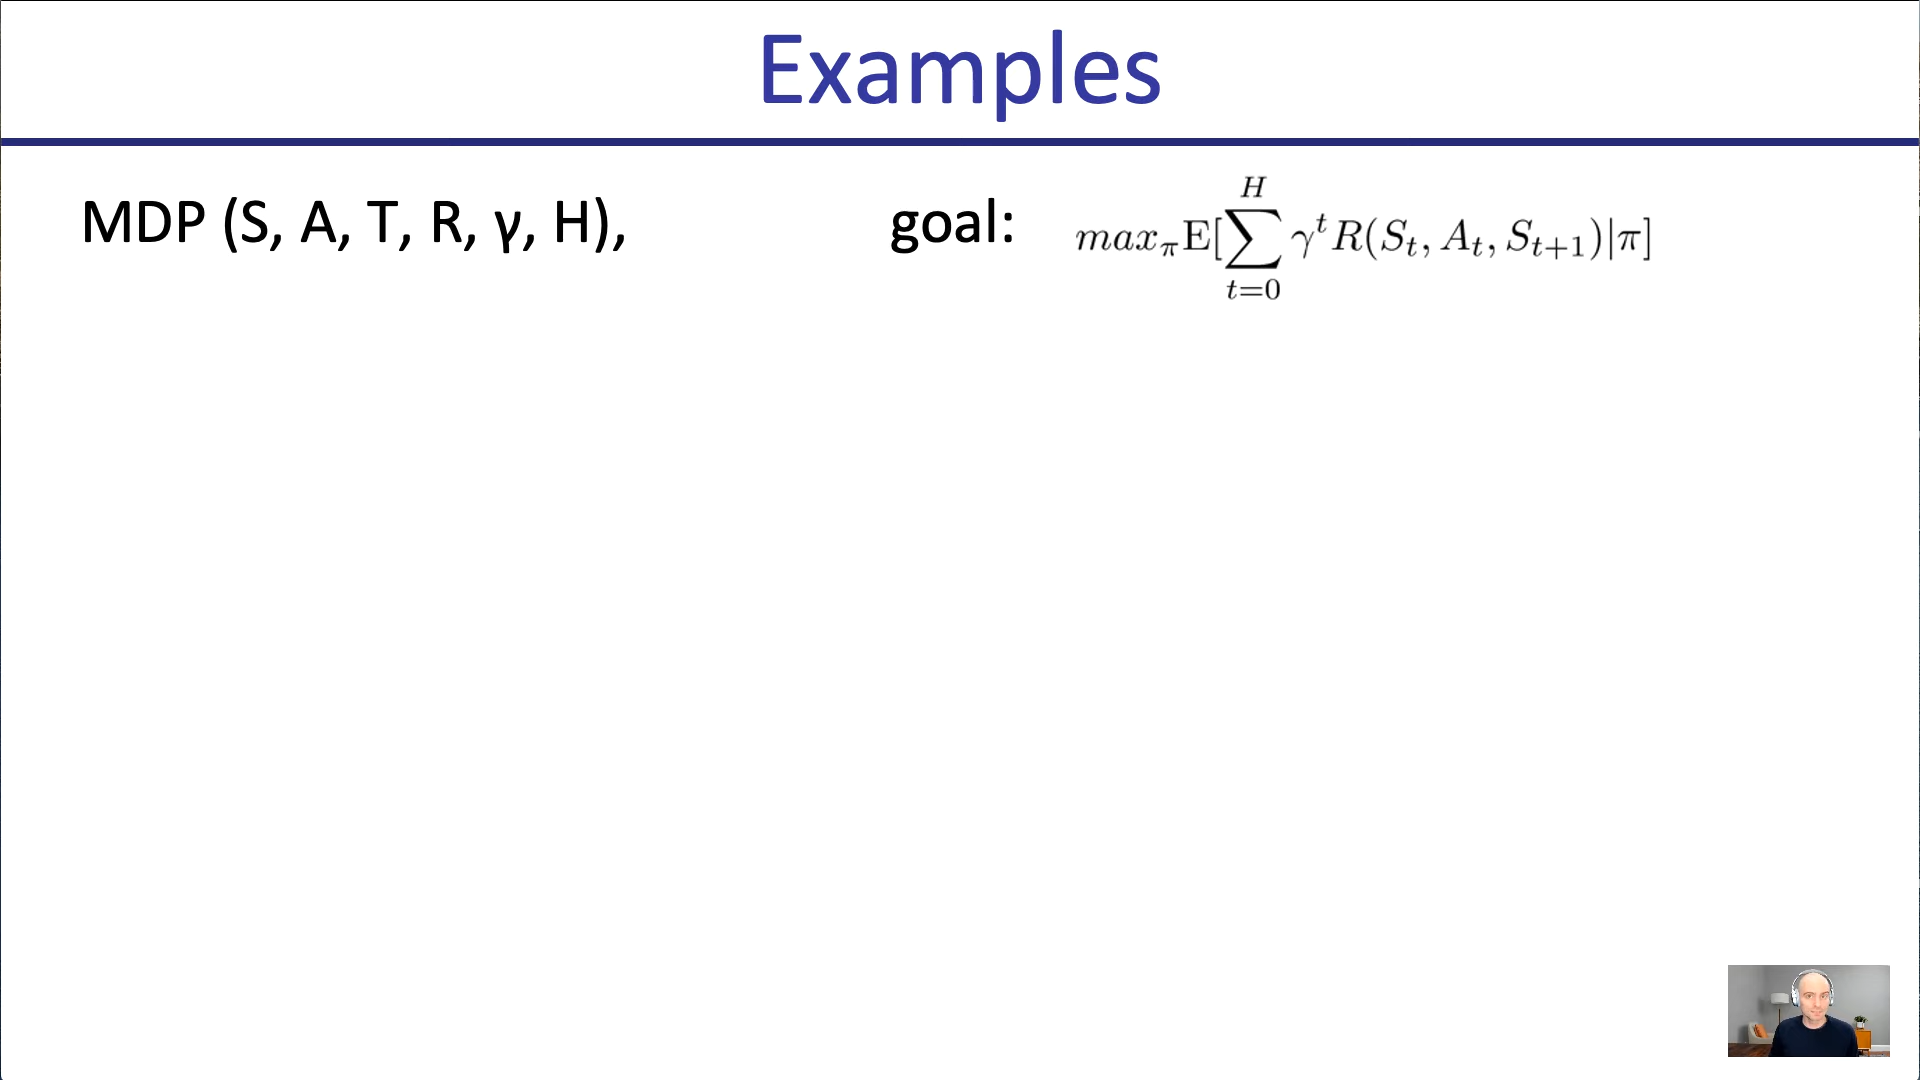 Examples
MDP (S, A, T, R, γ, H), goal: $max_{\pi}\mathrm{E}[\sum_{t=0}^{H} \gamma^t R(S_t, A_t, S_{t+1})|\pi]$